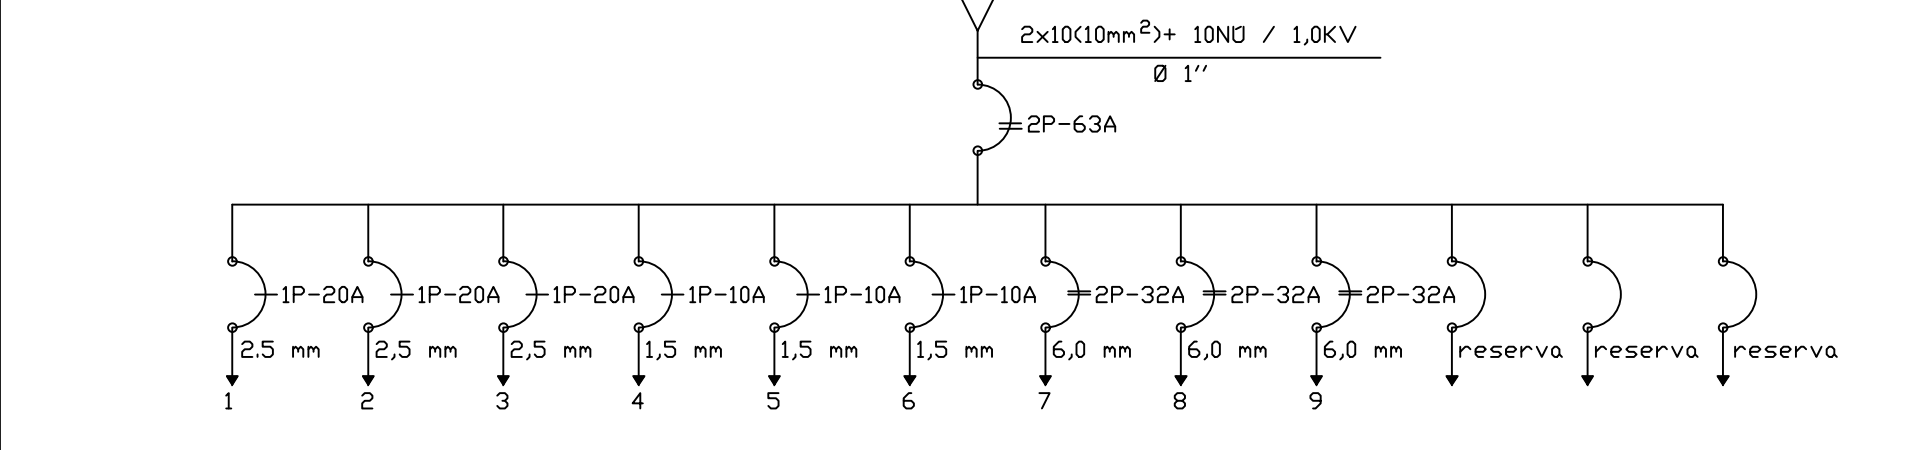 2x10(10mm²)+ 10NU / 1,0KV
Ø 1"
2P-63A
1P-20A 1P-20A 1P-20A 1P-10A 1P-10A 1P-10A 2P-32A 2P-32A 2P-32A
2.5 mm 2,5 mm 2,5 mm 1,5 mm 1,5 mm 1,5 mm 6,0 mm 6,0 mm 6,0 mm reserva reserva reserva
1 2 3 4 5 6 7 8 9